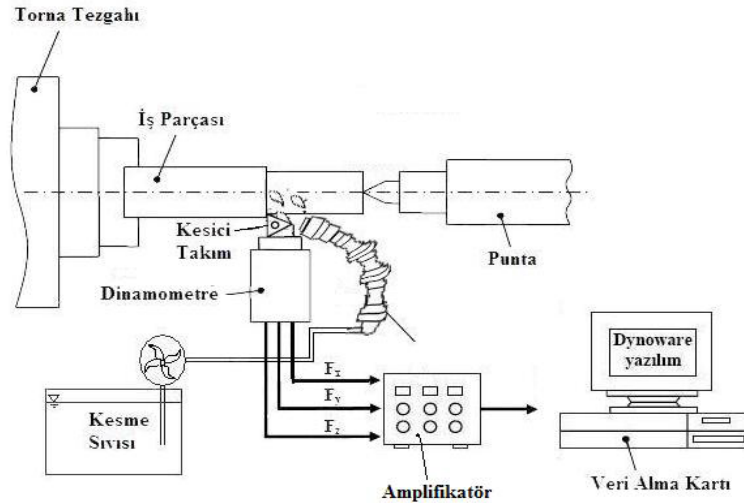 Torna Tezgahı
İş Parçası
Kesici
Takım
Punta
Dinamometre
Dynoware
yazılım
Fx
Fy
Fz
Kesme
Sıvısı
Amplifikatör
Veri Alma Kartı